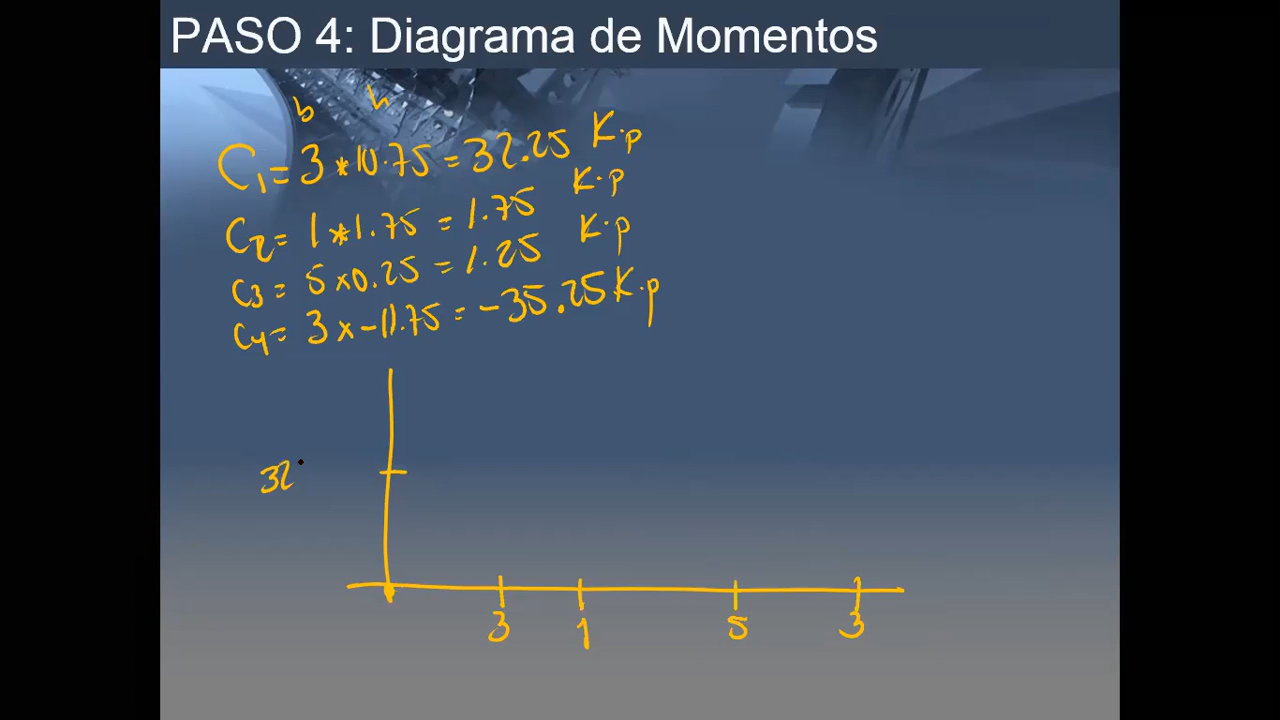 PASO 4: Diagrama de Momentos
b h
C1 = 3 * 10.75 = 32.25 K.p
C2 = 1 * 1.75 = 1.75 K.p
C3 = 5 x 0.25 = 1.25 K.p
C4 = 3 x -11.75 = -35.25 K.p
32
3 1 5 3